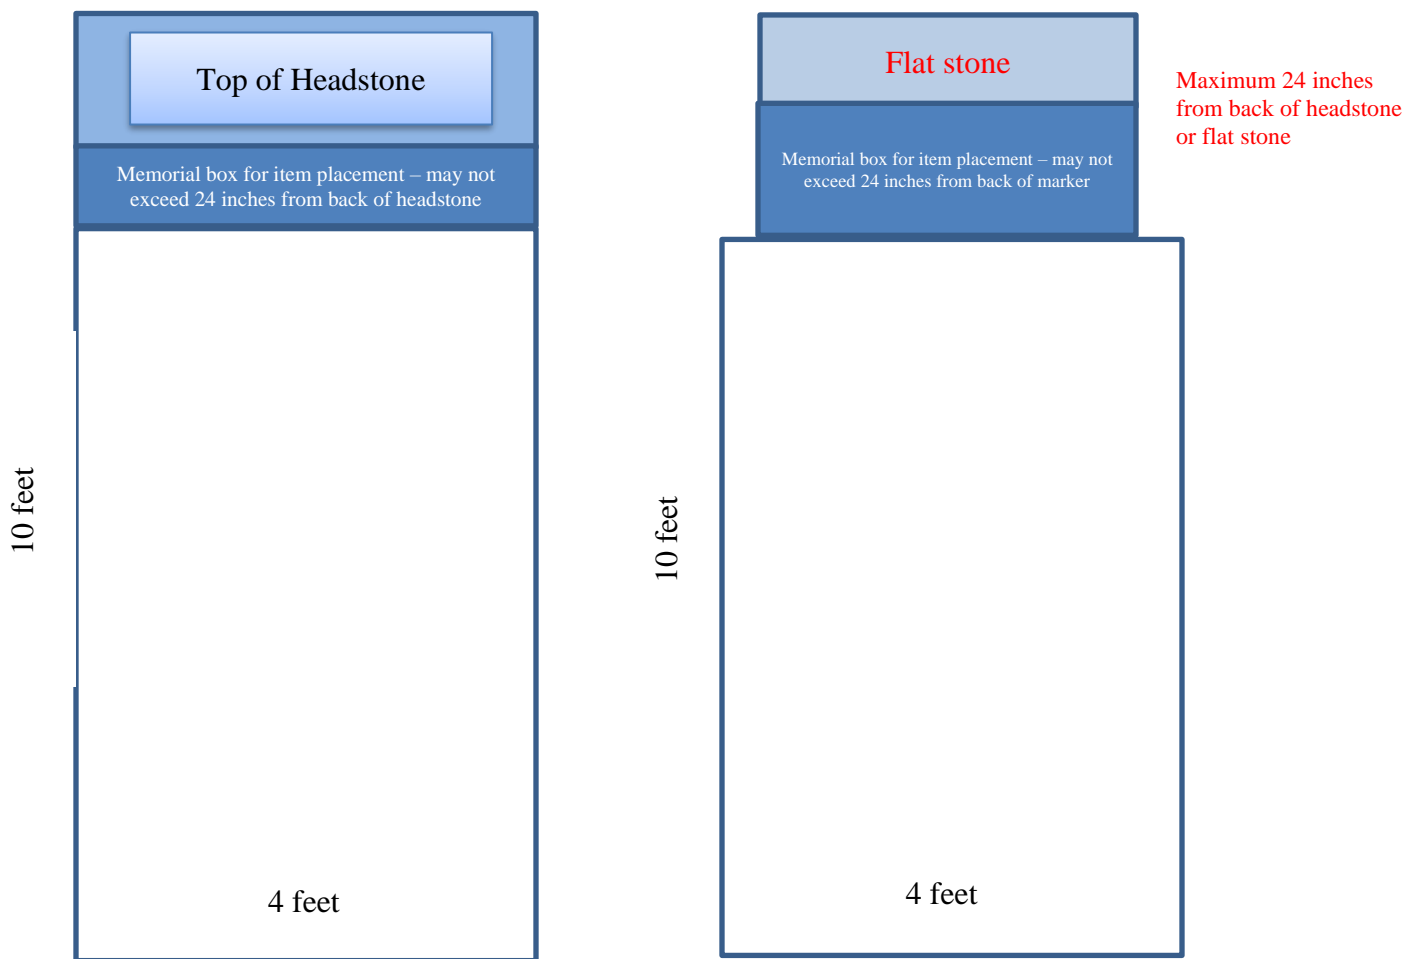 Top of Headstone
Memorial box for item placement – may not
exceed 24 inches from back of headstone
10 feet
4 feet
Flat stone
Maximum 24 inches
from back of headstone
or flat stone
Memorial box for item placement – may not
exceed 24 inches from back of marker
10 feet
4 feet